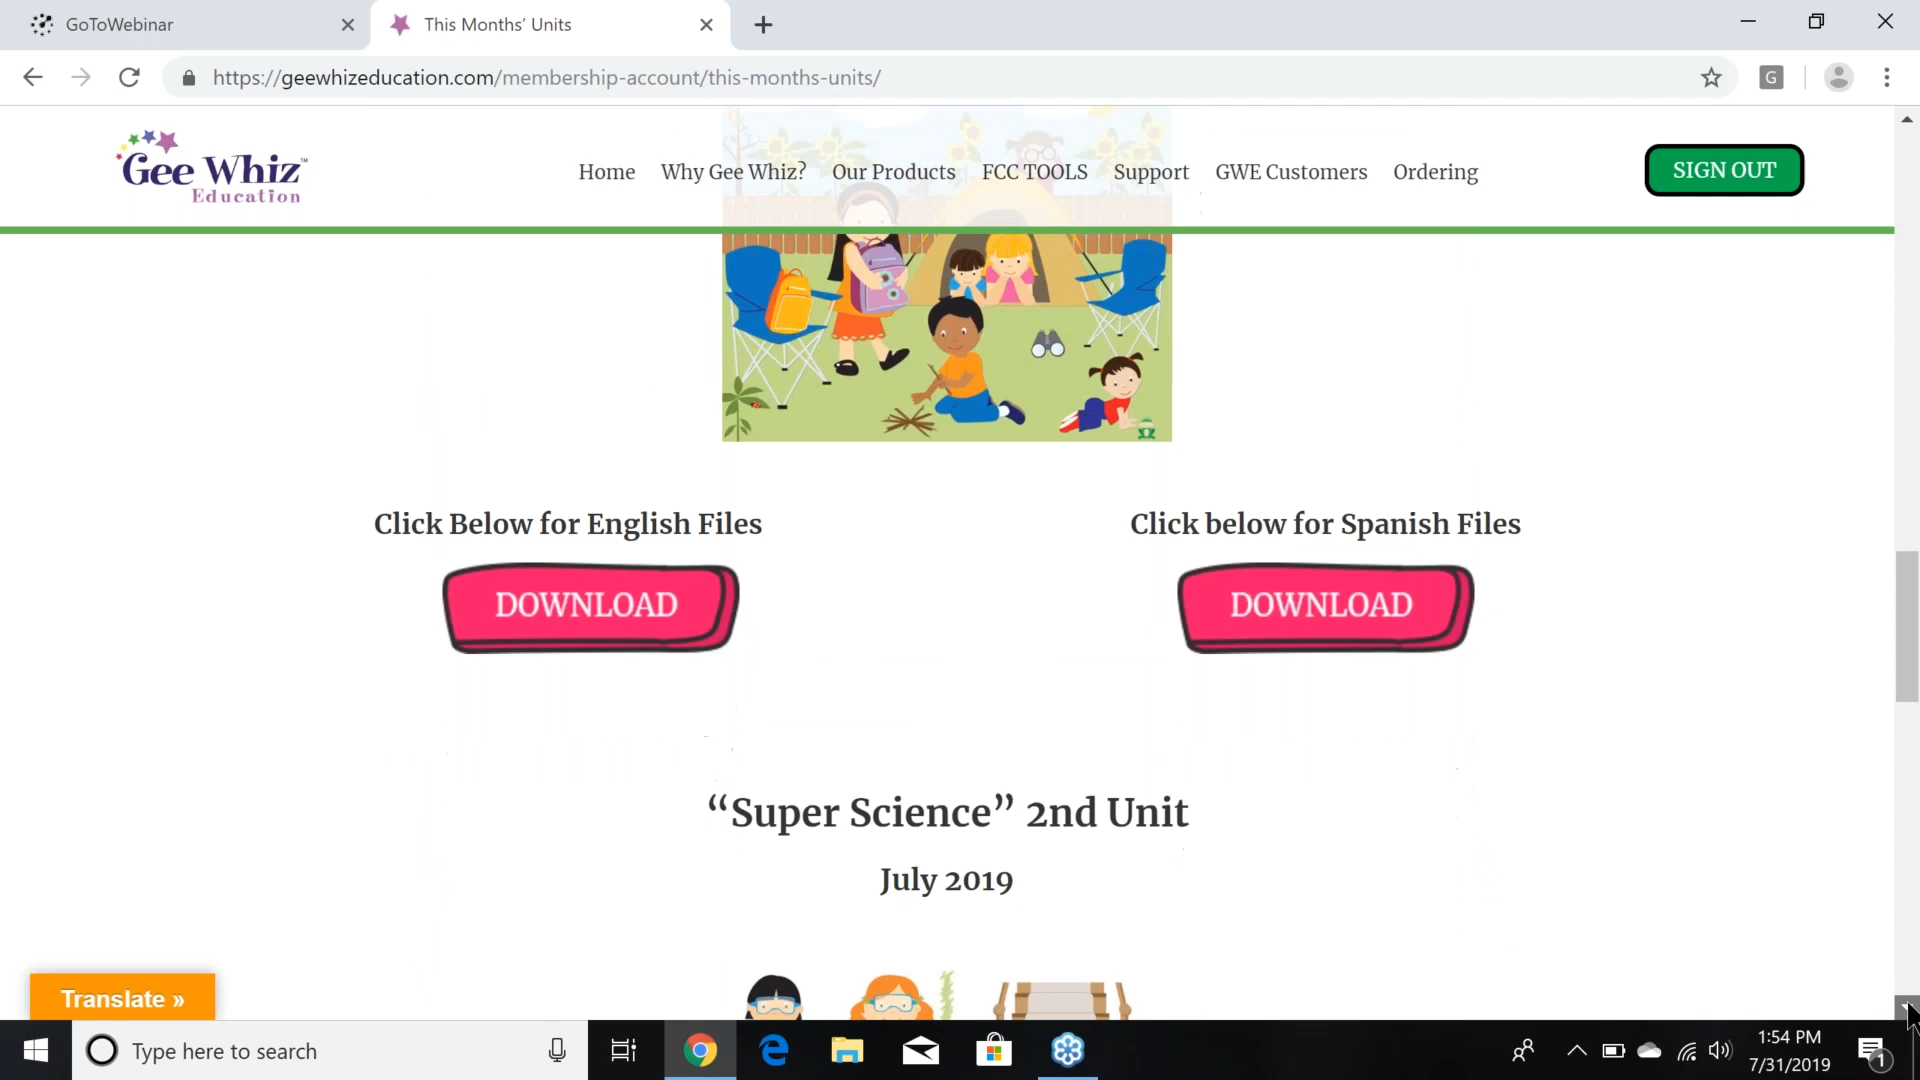 GoToWebinar
This Months' Units
https://geewhizeducation.com/membership-account/this-months-units/
G
Gee Whiz™
Education
Home
Why Gee Whiz?
Our Products
FCC TOOLS
Support
GWE Customers
Ordering
SIGN OUT
Click Below for English Files
Click below for Spanish Files
DOWNLOAD
DOWNLOAD
“Super Science” 2nd Unit
July 2019
Translate »
Type here to search
1:54 PM
7/31/2019
1